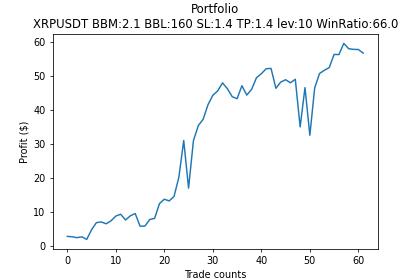 Portfolio
XRPUSDT BBM:2.1 BBL:160 SL:1.4 TP:1.4 lev:10 WinRatio:66.0
60
50
40
30
20
10
0
Profit ($)
0 10 20 30 40 50 60
Trade counts